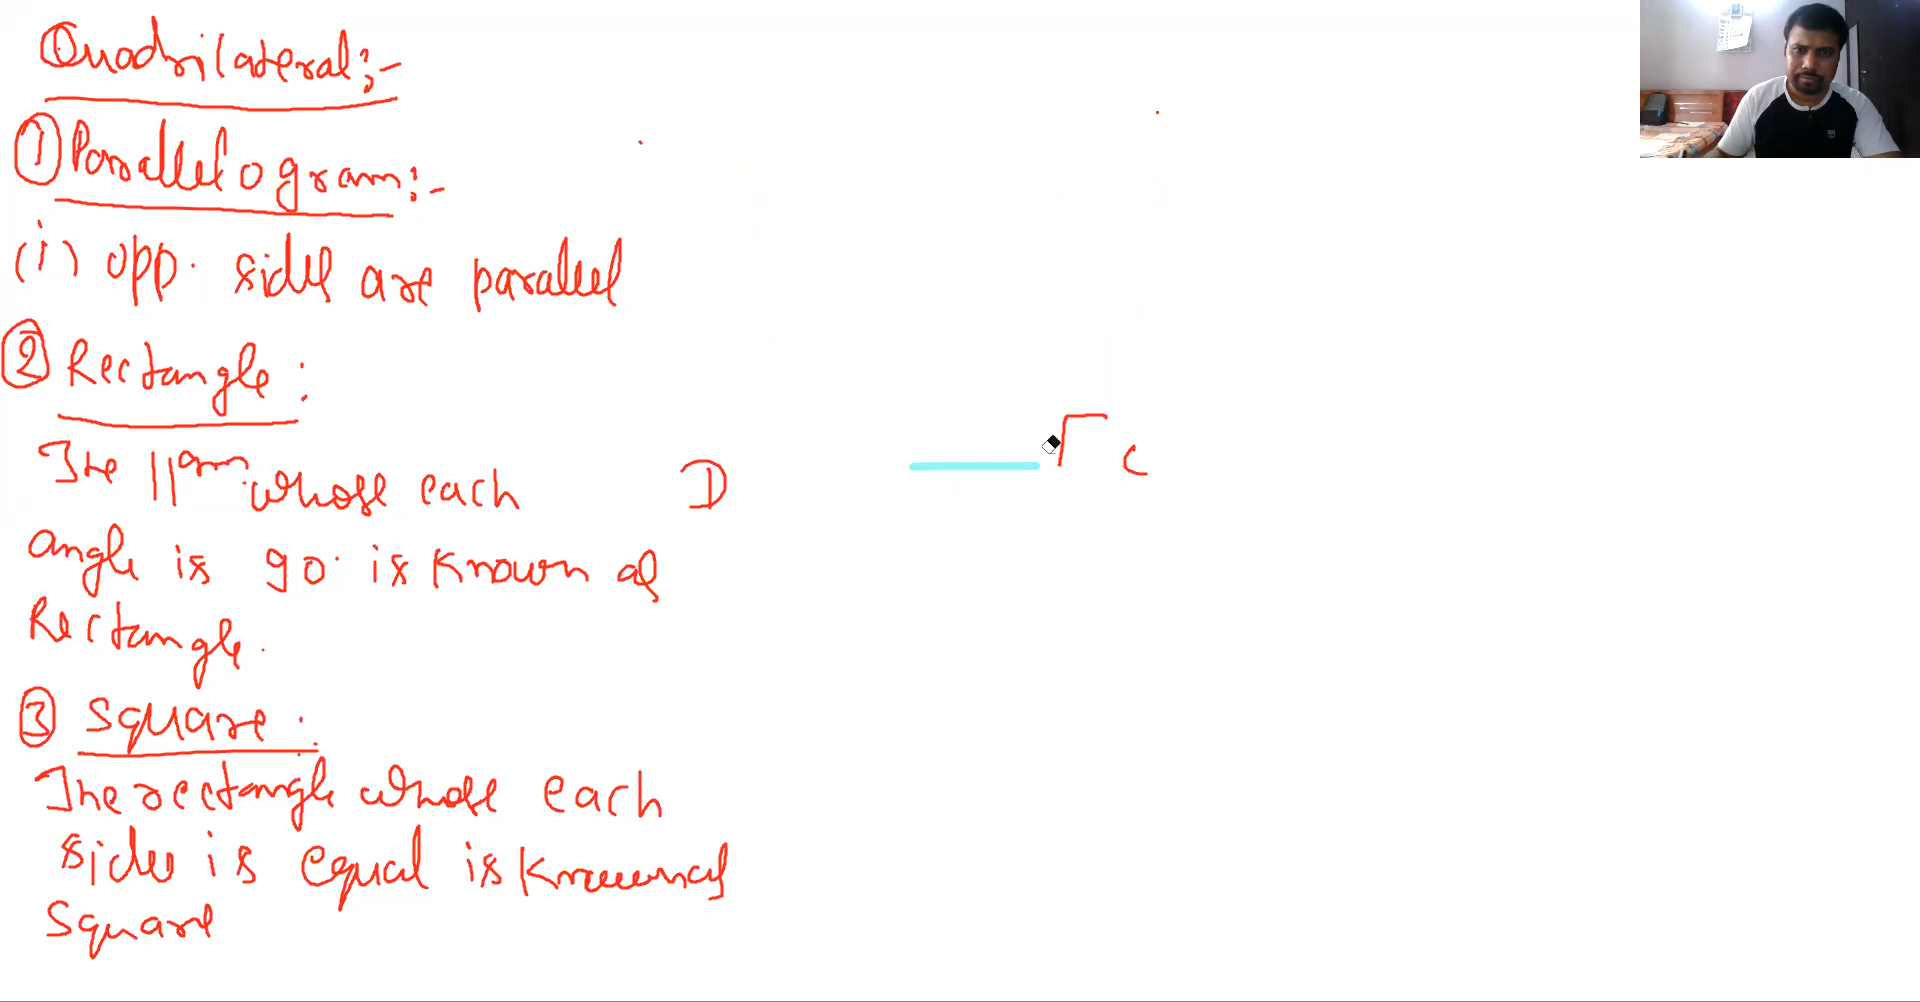 Quadrilateral:-
① Parallelogram:-
(i) opp. sides are parallel
② Rectangle:
The ||gm whose each
angle is 90° is known as
Rectangle.
③ Square:
The rectangle whose each
sides is equal is known as
Square
D
C